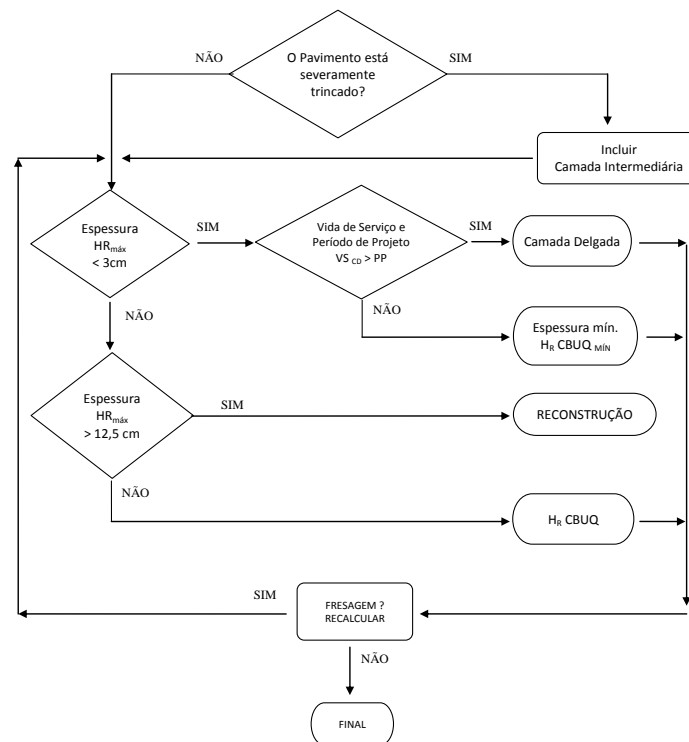 O Pavimento está
severamente
trincado?
NÃO
SIM
Incluir
Camada Intermediária
Espessura
HRmáx
< 3cm
SIM
Vida de Serviço e
Período de Projeto
VS CD > PP
SIM
Camada Delgada
NÃO
NÃO
Espessura mín.
HR CBUQ MÍN
Espessura
HRmáx
> 12,5 cm
SIM
RECONSTRUÇÃO
NÃO
HR CBUQ
SIM
FRESAGEM ?
RECALCULAR
NÃO
FINAL